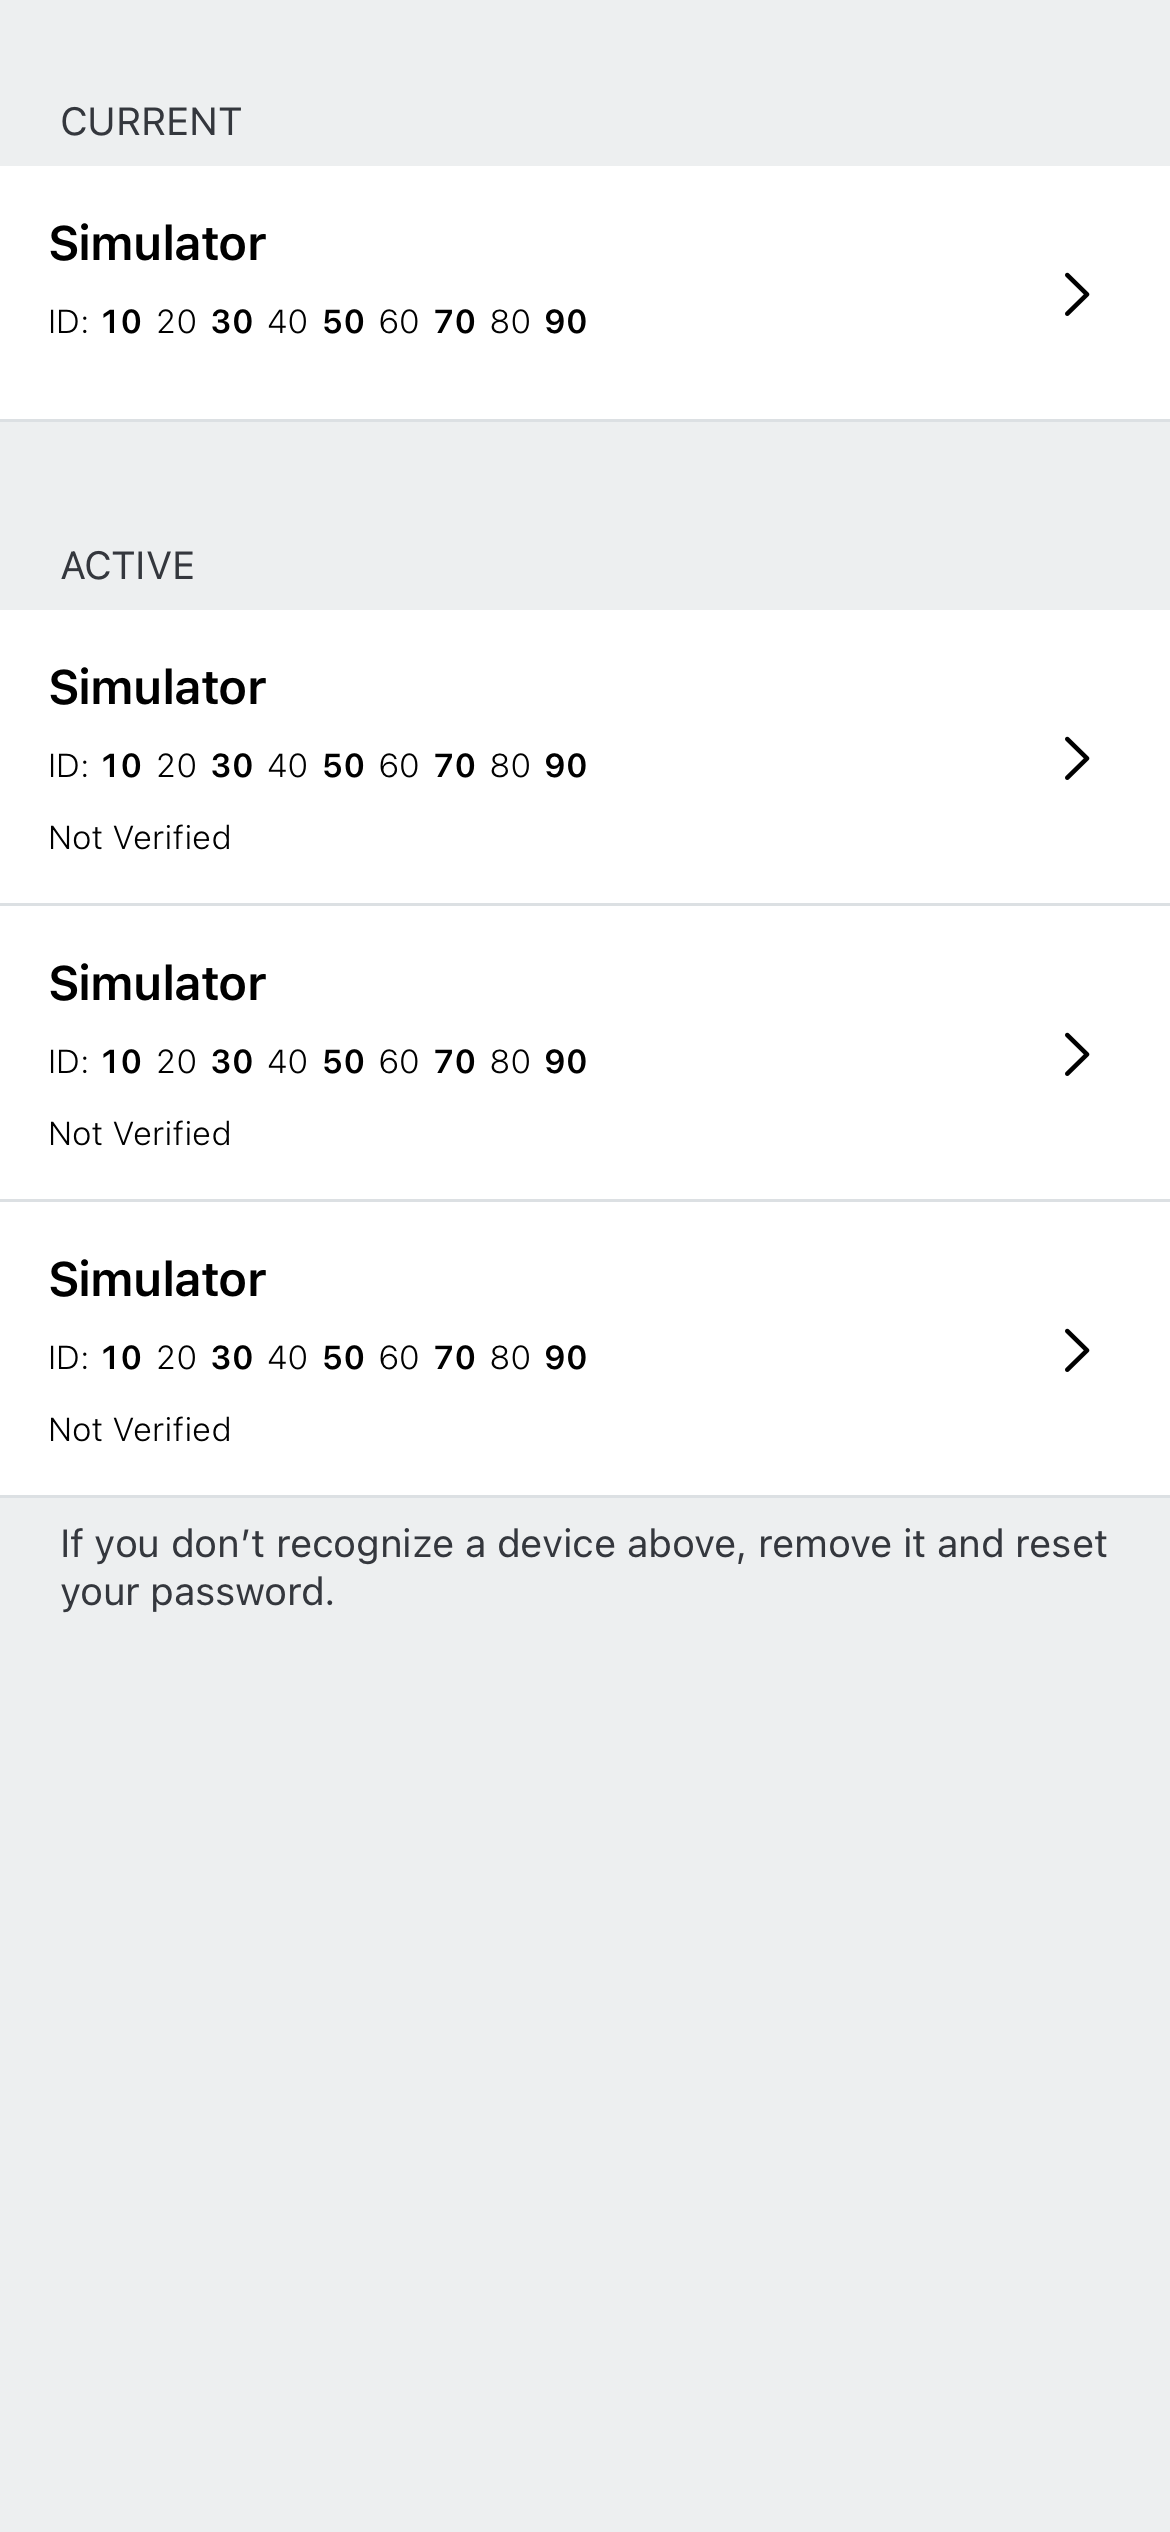 CURRENT
Simulator
ID: 10 20 30 40 50 60 70 80 90
ACTIVE
Simulator
ID: 10 20 30 40 50 60 70 80 90
Not Verified
Simulator
ID: 10 20 30 40 50 60 70 80 90
Not Verified
Simulator
ID: 10 20 30 40 50 60 70 80 90
Not Verified
If you don’t recognize a device above, remove it and reset
your password.